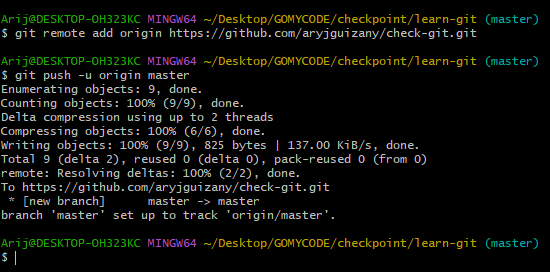 Arij@DESKTOP-OH323KC MINGW64 ~/Desktop/GOMYCODE/checkpoint/learn-git (master)
$ git remote add origin https://github.com/aryjguizany/check-git.git
Arij@DESKTOP-OH323KC MINGW64 ~/Desktop/GOMYCODE/checkpoint/learn-git (master)
$ git push -u origin master
Enumerating objects: 9, done.
Counting objects: 100% (9/9), done.
Delta compression using up to 2 threads
Compressing objects: 100% (6/6), done.
Writing objects: 100% (9/9), 825 bytes | 137.00 KiB/s, done.
Total 9 (delta 2), reused 0 (delta 0), pack-reused 0 (from 0)
remote: Resolving deltas: 100% (2/2), done.
To https://github.com/aryjguizany/check-git.git
 * [new branch]      master -> master
branch 'master' set up to track 'origin/master'.
Arij@DESKTOP-OH323KC MINGW64 ~/Desktop/GOMYCODE/checkpoint/learn-git (master)
$